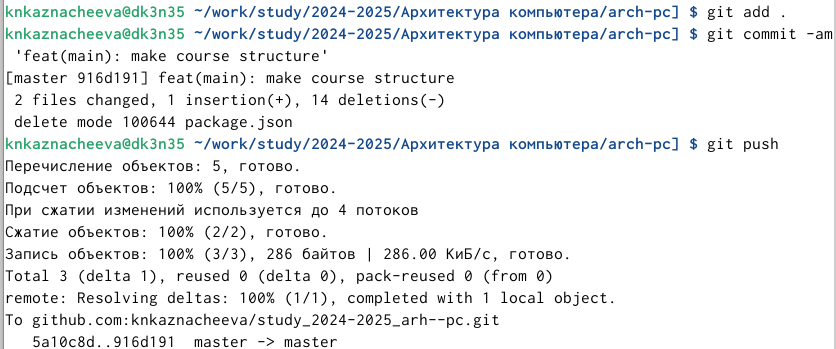 knkaznacheeva@dk3n35 ~/work/study/2024-2025/Архитектура компьютера/arch-pc] $ git add .
knkaznacheeva@dk3n35 ~/work/study/2024-2025/Архитектура компьютера/arch-pc] $ git commit -am
'feat(main): make course structure'
[master 916d191] feat(main): make course structure
2 files changed, 1 insertion(+), 14 deletions(-)
delete mode 100644 package.json
knkaznacheeva@dk3n35 ~/work/study/2024-2025/Архитектура компьютера/arch-pc] $ git push
Перечисление объектов: 5, готово.
Подсчет объектов: 100% (5/5), готово.
При сжатии изменений используется до 4 потоков
Сжатие объектов: 100% (2/2), готово.
Запись объектов: 100% (3/3), 286 байтов | 286.00 КиБ/с, готово.
Total 3 (delta 1), reused 0 (delta 0), pack-reused 0 (from 0)
remote: Resolving deltas: 100% (1/1), completed with 1 local object.
To github.com:knkaznacheeva/study_2024-2025_arh--pc.git
5a10c8d..916d191 master -> master